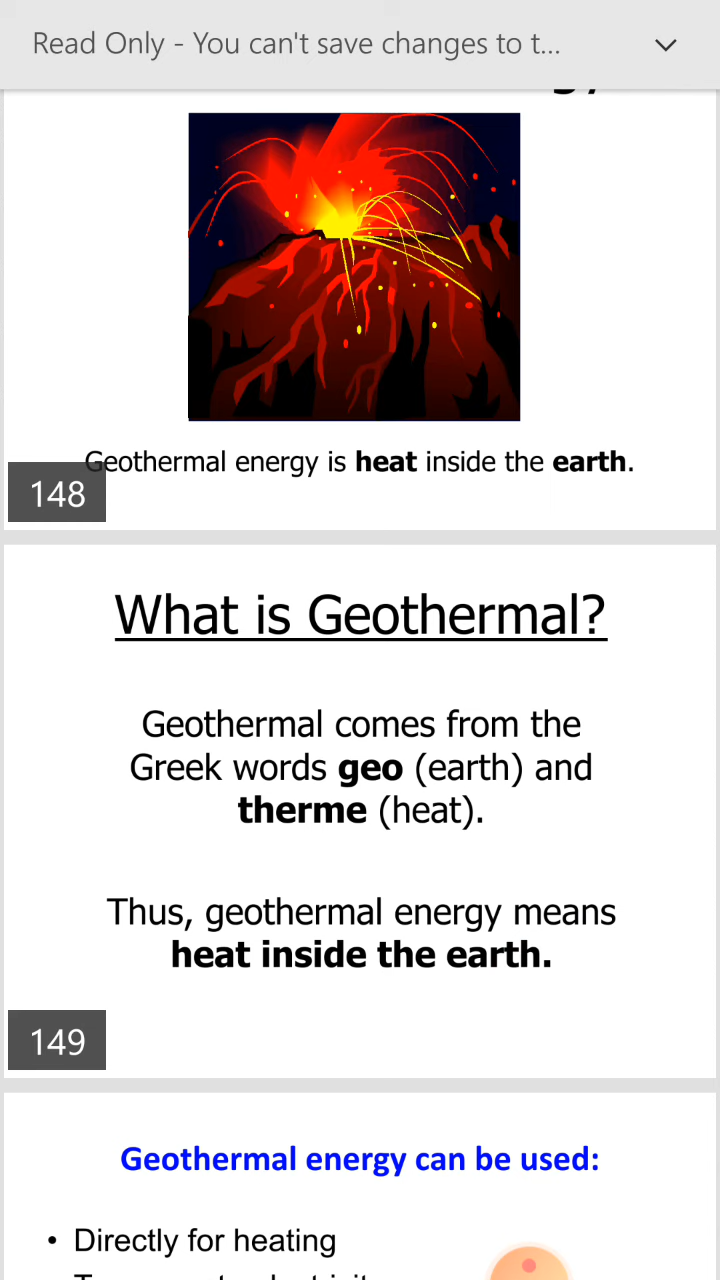 Read Only - You can't save changes to t...
Geothermal energy is heat inside the earth.
148
What is Geothermal?
Geothermal comes from the
Greek words geo (earth) and
therme (heat).
Thus, geothermal energy means
heat inside the earth.
149
Geothermal energy can be used:
• Directly for heating